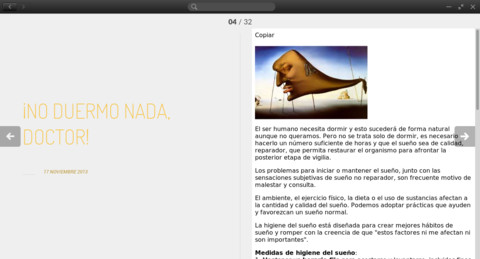 04 / 32
¡NO DUERMO NADA,
DOCTOR!
17 NOVIEMBRE 2015
Copiar
El ser humano necesita dormir y esto sucederá de forma natural
aunque no queramos. Pero no se trata solo de dormir, es necesario
hacerlo un número suficiente de horas y que el sueño sea de calidad,
reparador, que permita restaurar el organismo para afrontar la
posterior etapa de vigilia.
Los problemas para iniciar o mantener el sueño, junto con las
sensaciones subjetivas de sueño no reparador, son frecuente motivo de
malestar y consulta.
El ambiente, el ejercicio físico, la dieta o el uso de sustancias afectan a
la cantidad y calidad del sueño. Podemos adoptar prácticas que ayuden
y favorezcan un sueño normal.
La higiene del sueño está diseñada para crear mejores hábitos de
sueño y romper con la creencia de que "estos factores ni me afectan ni
son importantes".
Medidas de higiene del sueño: